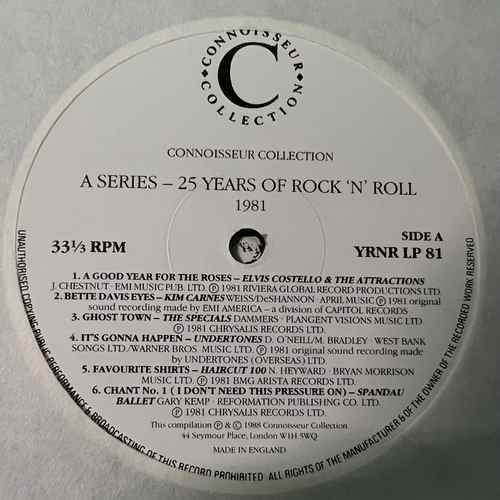 CONNOISSEUR COLLECTION
C
CONNOISSEUR COLLECTION
A SERIES – 25 YEARS OF ROCK 'N' ROLL
1981
33⅓ RPM
SIDE A
YRNR LP 81
1. A GOOD YEAR FOR THE ROSES – ELVIS COSTELLO & THE ATTRACTIONS
J. CHESTNUT · EMI MUSIC PUB. LTD. ℗ 1981 RIVIERA GLOBAL RECORD PRODUCTIONS LTD.
2. BETTE DAVIS EYES – KIM CARNES WEISS/DeSHANNON · APRIL MUSIC ℗ 1981 original
sound recording made by EMI AMERICA – a division of CAPITOL RECORDS
3. GHOST TOWN – THE SPECIALS DAMMERS · PLANGENT VISIONS MUSIC LTD.
℗ 1981 CHRYSALIS RECORDS LTD.
4. IT'S GONNA HAPPEN – UNDERTONES D. O'NEILL/M. BRADLEY · WEST BANK
SONGS LTD./WARNER BROS. MUSIC LTD. ℗ 1981 original sound recording made
by UNDERTONES (OVERSEAS) LTD.
5. FAVOURITE SHIRTS – HAIRCUT 100 N. HEYWARD · BRYAN MORRISON
MUSIC LTD. ℗ 1981 BMG ARISTA RECORDS LTD.
6. CHANT No. 1 ( I DON'T NEED THIS PRESSURE ON) – SPANDAU
BALLET GARY KEMP · REFORMATION PUBLISHING CO. LTD.
℗ 1981 CHRYSALIS RECORDS LTD.
This compilation ℗ & © 1988 Connoisseur Collection.
44 Seymour Place, London W1H 5WQ
MADE IN ENGLAND
UNAUTHORISED COPYING PUBLIC PERFORMANCE & BROADCASTING OF THIS RECORD PROHIBITED. ALL RIGHTS OF THE MANUFACTURER & OF THE OWNER OF THE RECORDED WORK RESERVED